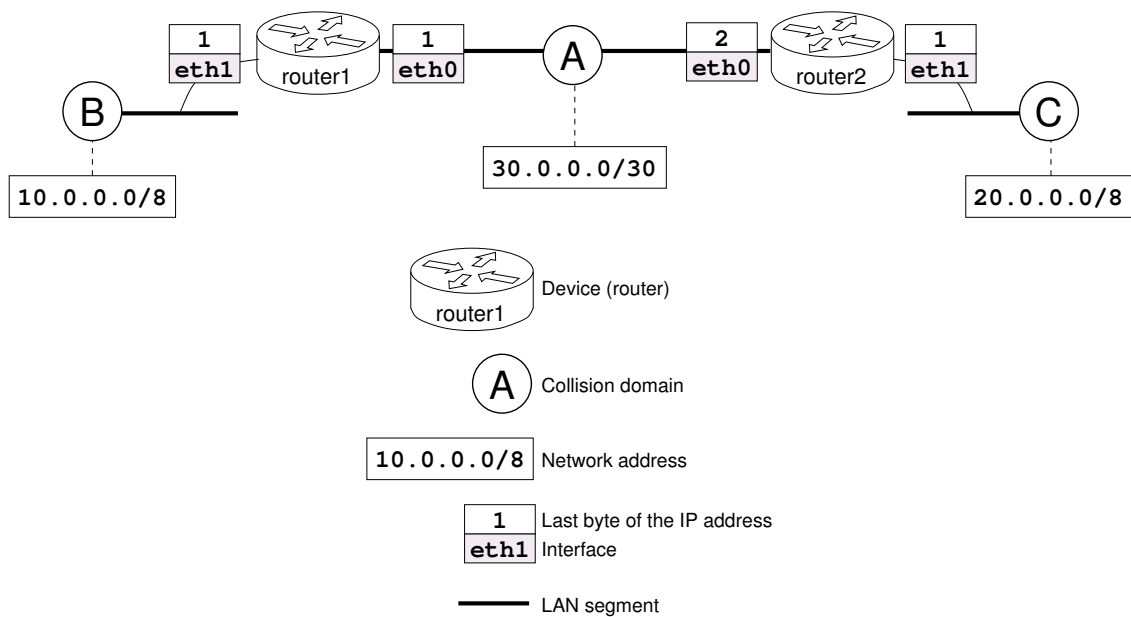 1
eth1
router1
1
eth0
A
2
eth0
router2
1
eth1
B
C
10.0.0.0/8
30.0.0.0/30
20.0.0.0/8
router1
Device (router)
A
Collision domain
10.0.0.0/8
Network address
1
Last byte of the IP address
eth1
Interface
LAN segment